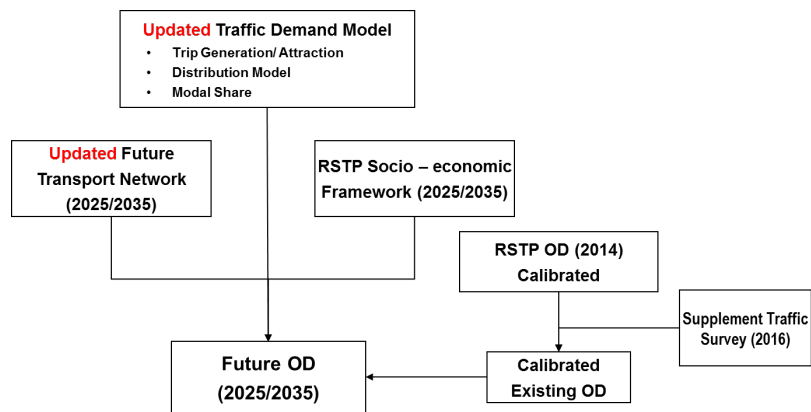 Updated Traffic Demand Model
• Trip Generation/ Attraction
• Distribution Model
• Modal Share
Updated Future
Transport Network
(2025/2035)
RSTP Socio – economic
Framework (2025/2035)
RSTP OD (2014)
Calibrated
Supplement Traffic
Survey (2016)
Future OD
(2025/2035)
Calibrated
Existing OD